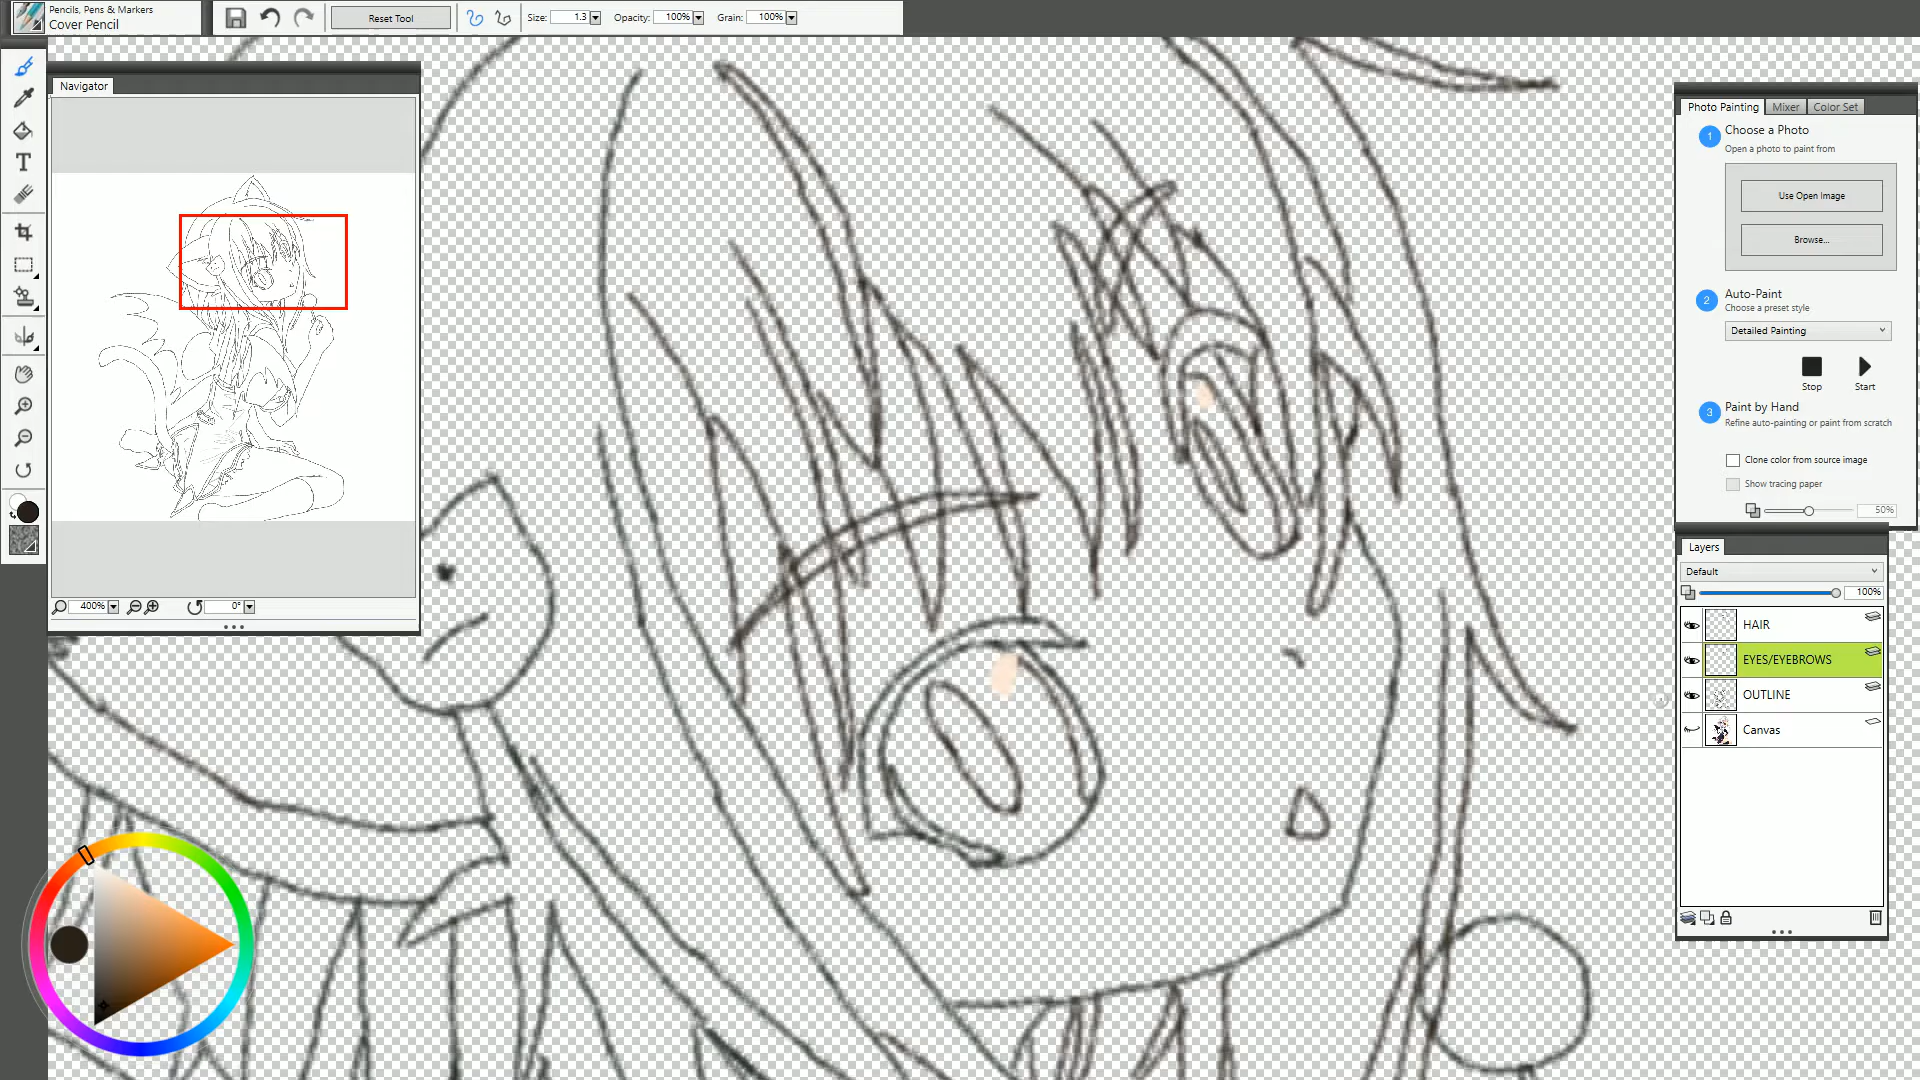 Pencils, Pens & Markers
Cover Pencil
Reset Tool
Size: 1.3
Opacity: 100%
Grain: 100%
Navigator
400%
0°
T
Photo Painting
Mixer
Color Set
1
Choose a Photo
Open a photo to paint from
Use Open Image
Browse...
2
Auto-Paint
Choose a preset style
Detailed Painting
Stop
Start
3
Paint by Hand
Refine auto-painting or paint from scratch
Clone color from source image
Show tracing paper
50%
Layers
Default
100%
HAIR
EYES/EYEBROWS
OUTLINE
Canvas